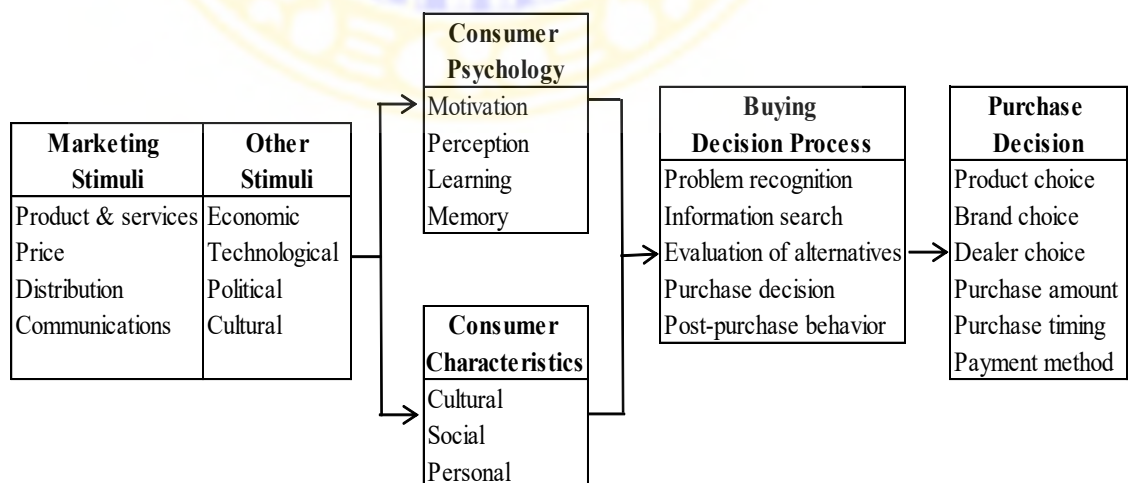 Marketing
Stimuli
Product & services
Price
Distribution
Communications
Other
Stimuli
Economic
Technological
Political
Cultural
Consumer
Psychology
Motivation
Perception
Learning
Memory
Consumer
Characteristics
Cultural
Social
Personal
Buying
Decision Process
Problem recognition
Information search
Evaluation of alternatives
Purchase decision
Post-purchase behavior
Purchase
Decision
Product choice
Brand choice
Dealer choice
Purchase amount
Purchase timing
Payment method